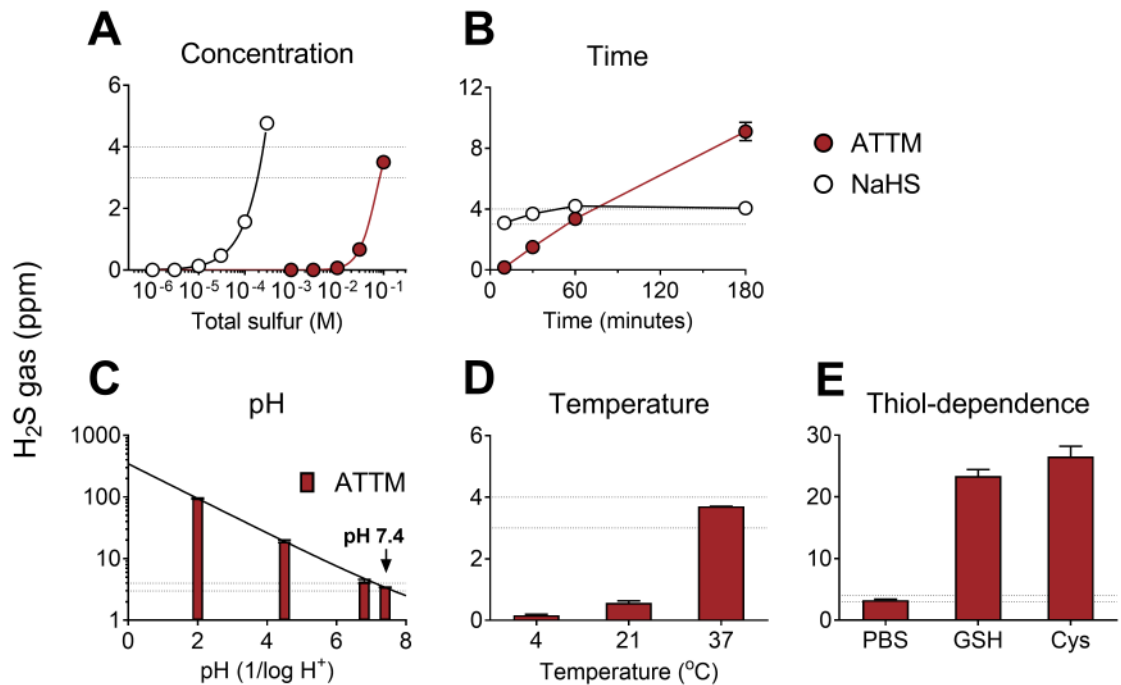 H₂S gas (ppm)
A
Concentration
6
4
2
0
10⁻⁶ 10⁻⁵ 10⁻⁴ 10⁻³ 10⁻² 10⁻¹
Total sulfur (M)
B
Time
12
9
6
3
0
0 60 120 180
Time (minutes)
ATTM
NaHS
C
pH
1000
100
10
1
ATTM
pH 7.4
0 2 4 6 8
pH (1/log H⁺)
D
Temperature
6
4
2
0
4 21 37
Temperature (°C)
E
Thiol-dependence
30
20
10
0
PBS GSH Cys